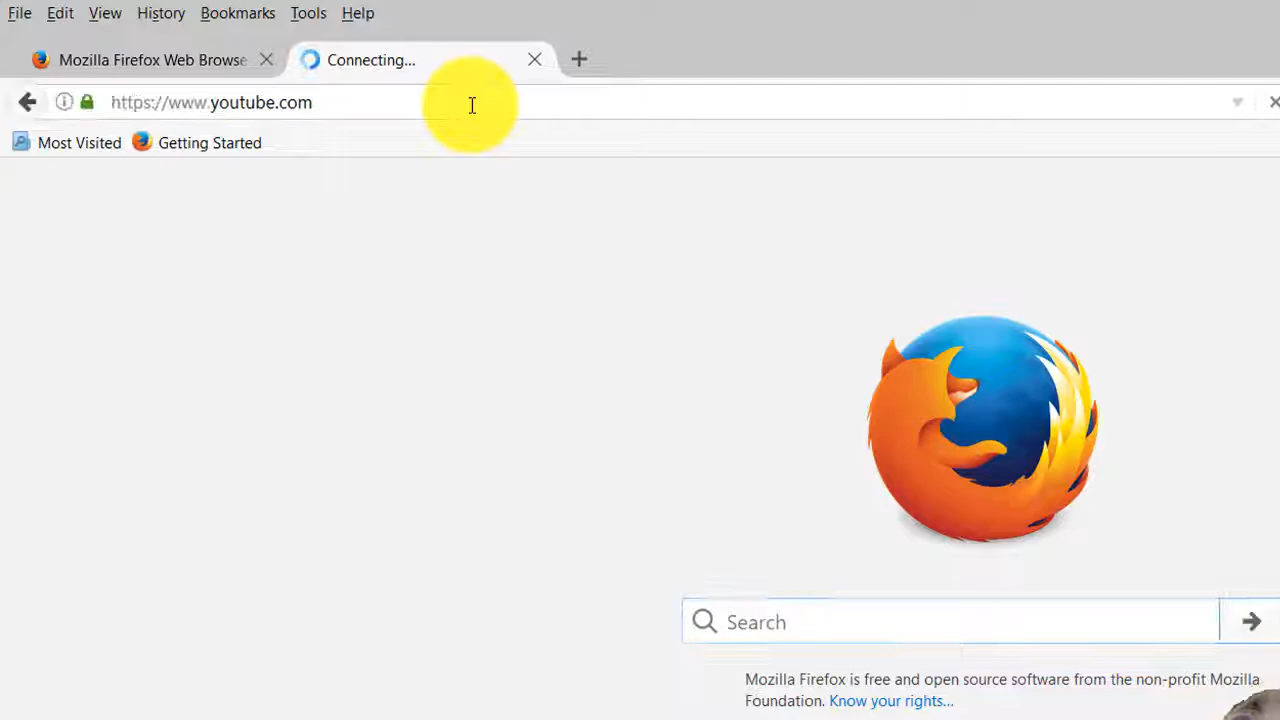 File Edit View History Bookmarks Tools Help
Mozilla Firefox Web Browse Connecting...
https://www.youtube.com
Most Visited Getting Started
Search
Mozilla Firefox is free and open source software from the non-profit Mozilla
Foundation. Know your rights...